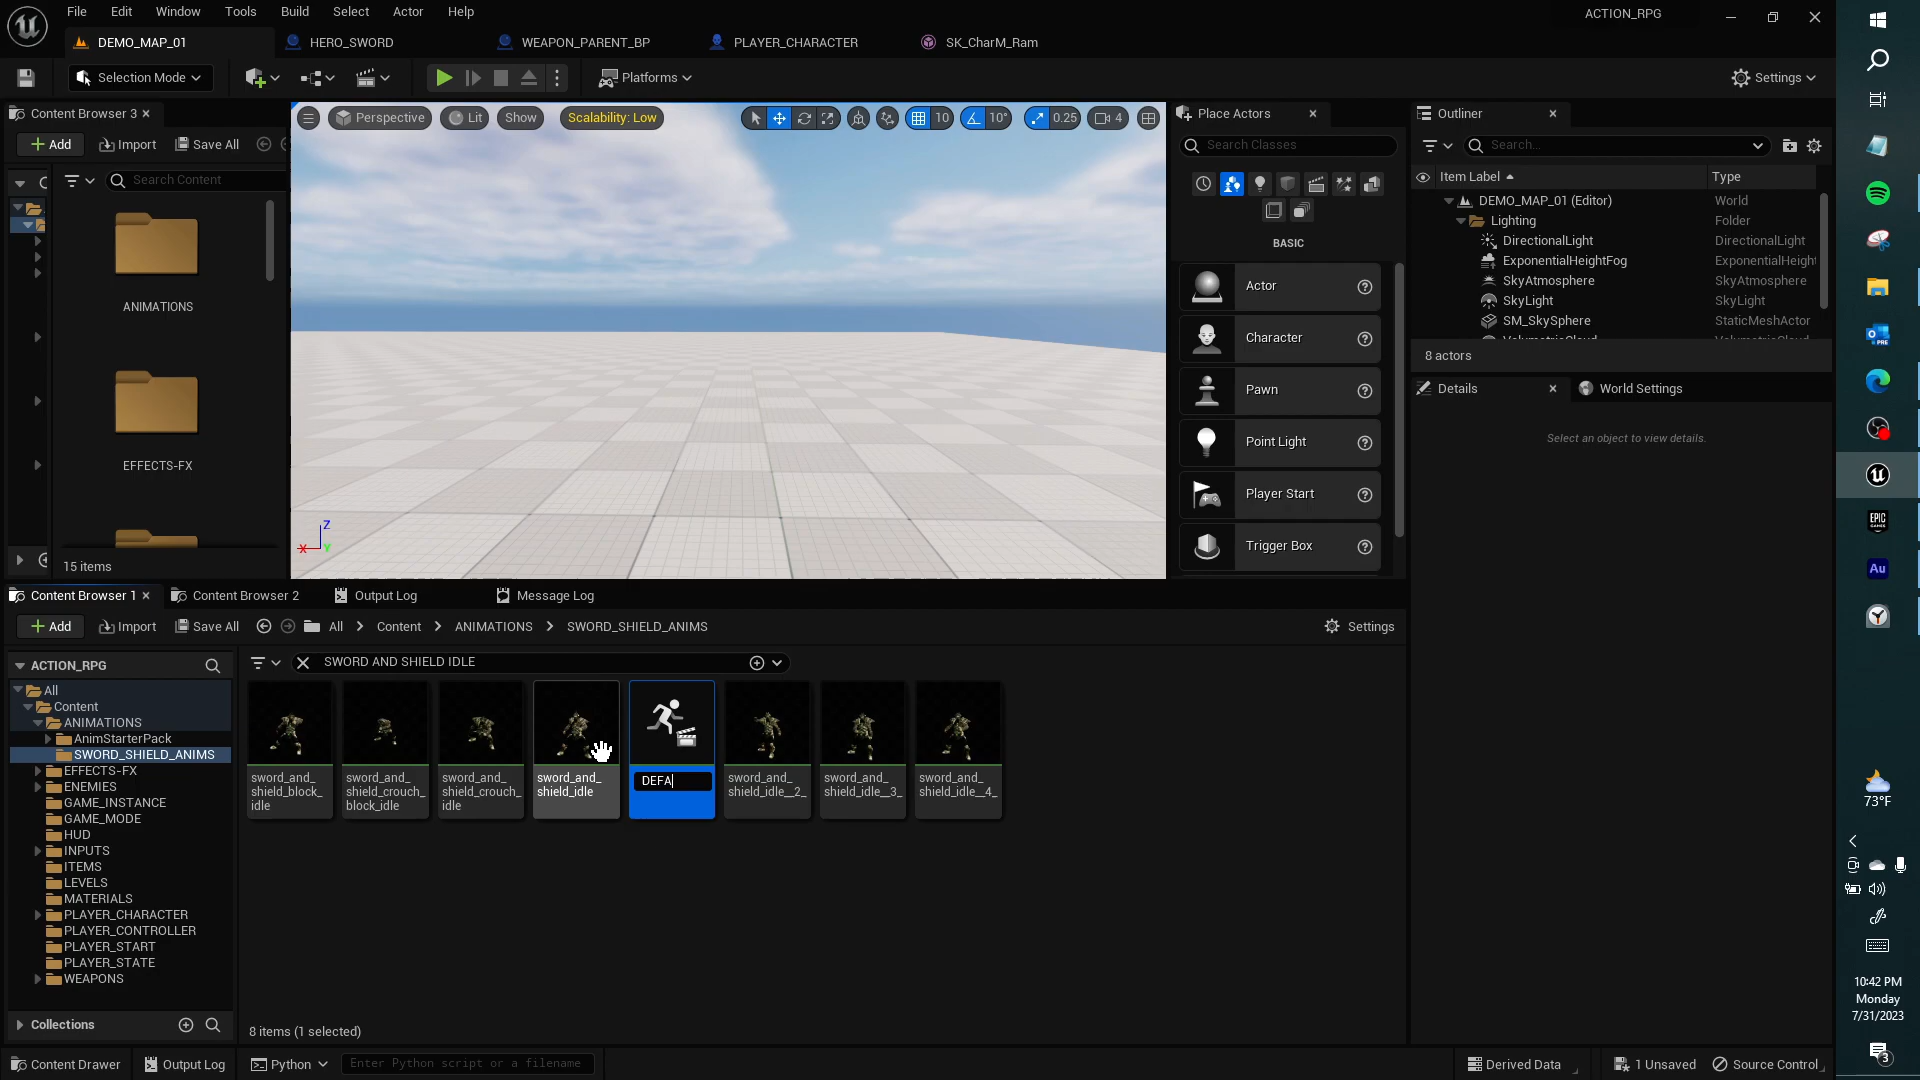 File Edit Window Tools Build Select Actor Help
ACTION_RPG
DEMO_MAP_01 HERO_SWORD WEAPON_PARENT_BP PLAYER_CHARACTER SK_CharM_Ram
Selection Mode Platforms Settings
Content Browser 3
Add Import Save All
Search Content
ANIMATIONS
EFFECTS-FX
15 items
Perspective Lit Show Scalability: Low 10 10° 0.25 4
Z
X Y
Place Actors
Search Classes
BASIC
Actor
Character
Pawn
Point Light
Player Start
Trigger Box
Outliner
Search...
Item Label Type
DEMO_MAP_01 (Editor) World
Lighting Folder
DirectionalLight DirectionalLight
ExponentialHeightFog ExponentialHeight
SkyAtmosphere SkyAtmosphere
SkyLight SkyLight
SM_SkySphere StaticMeshActor
8 actors
Details World Settings
Select an object to view details.
Content Browser 1 Content Browser 2 Output Log Message Log
Add Import Save All All Content ANIMATIONS SWORD_SHIELD_ANIMS Settings
ACTION_RPG
All
Content
ANIMATIONS
AnimStarterPack
SWORD_SHIELD_ANIMS
EFFECTS-FX
ENEMIES
GAME_INSTANCE
GAME_MODE
HUD
INPUTS
ITEMS
LEVELS
MATERIALS
PLAYER_CHARACTER
PLAYER_CONTROLLER
PLAYER_START
PLAYER_STATE
WEAPONS
Collections
SWORD AND SHIELD IDLE
sword_and_
shield_block_
idle
sword_and_
shield_crouch_
block_idle
sword_and_
shield_crouch_
idle
sword_and_
shield_idle
DEFA
sword_and_
shield_idle__2_
sword_and_
shield_idle__3_
sword_and_
shield_idle__4_
8 items (1 selected)
Content Drawer Output Log Python Enter Python script or a filename Derived Data 1 Unsaved Source Control
PRE
EPIC
GAMES
Au
73°F
10:42 PM
Monday
7/31/2023
3